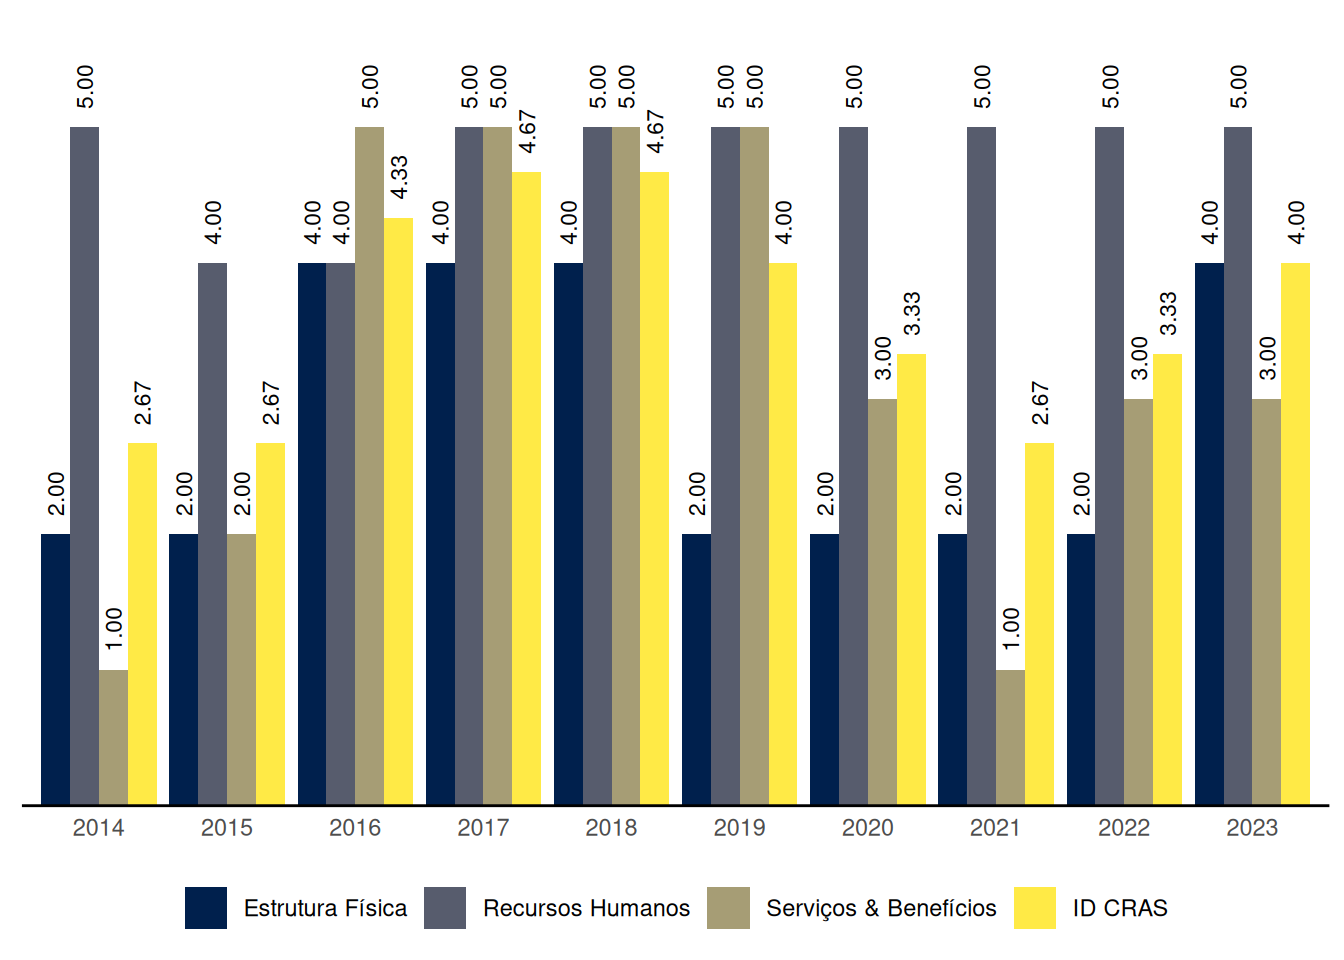 2.00 5.00 1.00 2.67
2.00 4.00 2.00 2.67
4.00 4.00 5.00 4.33
4.00 5.00 5.00 4.67
4.00 5.00 5.00 4.67
2.00 5.00 5.00 4.00
2.00 5.00 3.00 3.33
2.00 5.00 1.00 2.67
2.00 5.00 3.00 3.33
4.00 5.00 3.00 4.00
2014 2015 2016 2017 2018 2019 2020 2021 2022 2023
Estrutura Física Recursos Humanos Serviços & Benefícios ID CRAS